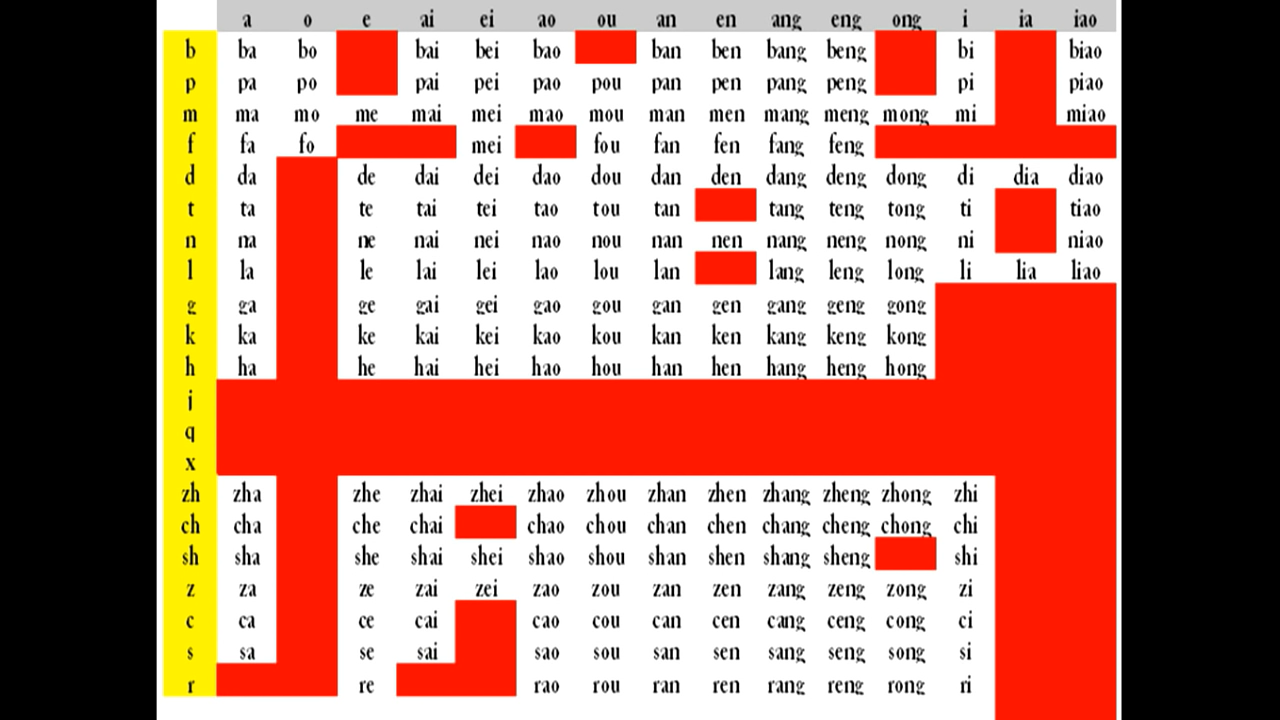 a o e ai ei ao ou an en ang eng ong i ia iao
b ba bo bai bei bao ban ben bang beng bi biao
p pa po pai pei pao pou pan pen pang peng pi piao
m ma mo me mai mei mao mou man men mang meng mong mi miao
f fa fo mei fou fan fen fang feng
d da de dai dei dao dou dan den dang deng dong di dia diao
t ta te tai tei tao tou tan tang teng tong ti tiao
n na ne nai nei nao nou nan nen nang neng nong ni niao
l la le lai lei lao lou lan lang leng long li lia liao
g ga ge gai gei gao gou gan gen gang geng gong
k ka ke kai kei kao kou kan ken kang keng kong
h ha he hai hei hao hou han hen hang heng hong
j
q
x
zh zha zhe zhai zhei zhao zhou zhan zhen zhang zheng zhong zhi
ch cha che chai chao chou chan chen chang cheng chong chi
sh sha she shai shei shao shou shan shen shang sheng shi
z za ze zai zei zao zou zan zen zang zeng zong zi
c ca ce cai cao cou can cen cang ceng cong ci
s sa se sai sao sou san sen sang seng song si
r re rao rou ran ren rang reng rong ri